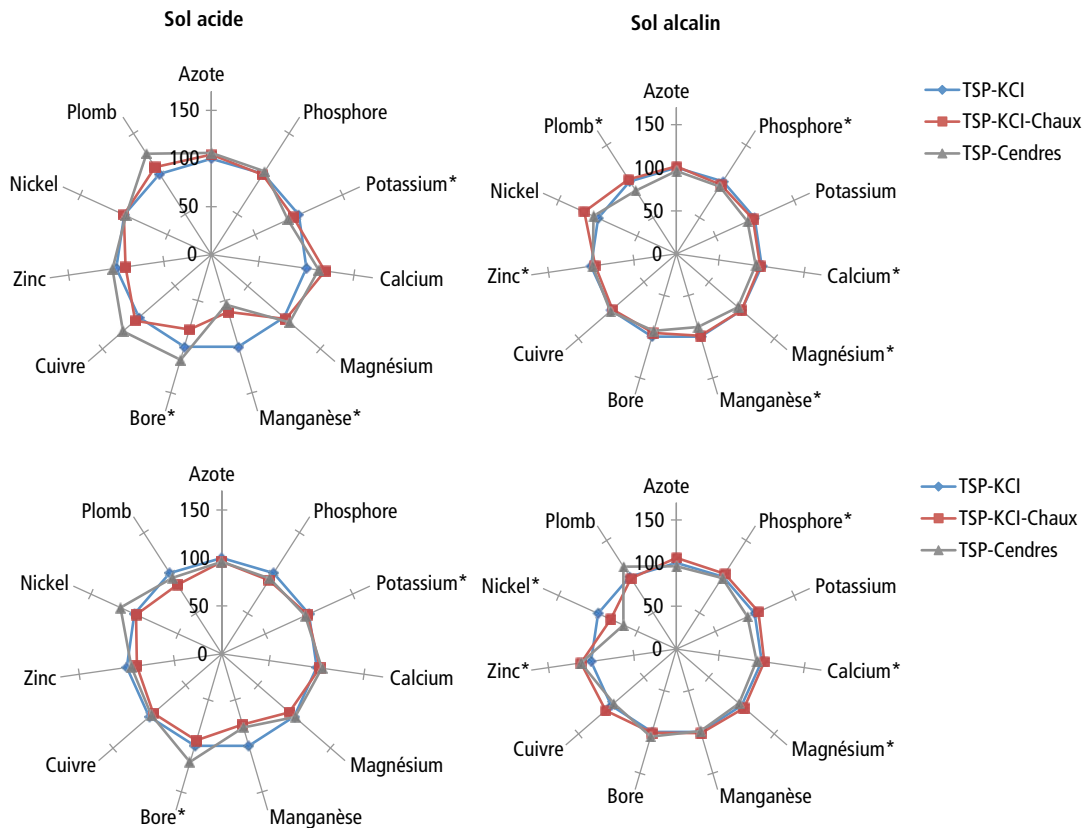 Sol acide
Sol alcalin
Azote
Phosphore
Potassium*
Calcium
Magnésium
Manganèse*
Bore*
Cuivre
Zinc
Nickel
Plomb
150
100
50
0
Azote
Phosphore*
Potassium
Calcium*
Magnésium*
Manganèse*
Bore
Cuivre
Zinc*
Nickel
Plomb*
150
100
50
0
TSP-KCl
TSP-KCl-Chaux
TSP-Cendres
Azote
Phosphore
Potassium*
Calcium
Magnésium
Manganèse
Bore*
Cuivre
Zinc
Nickel
Plomb
150
100
50
0
Azote
Phosphore*
Potassium
Calcium*
Magnésium*
Manganèse
Bore
Cuivre
Zinc*
Nickel*
Plomb
150
100
50
0
TSP-KCl
TSP-KCl-Chaux
TSP-Cendres